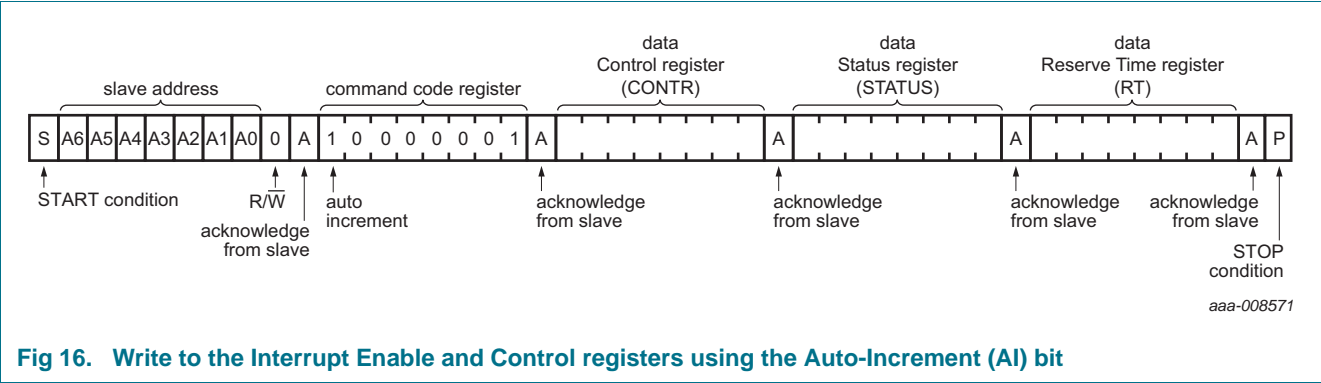 data
Control register
(CONTR)
data
Status register
(STATUS)
data
Reserve Time register
(RT)
slave address
command code register
S A6 A5 A4 A3 A2 A1 A0 0 A 1 0 0 0 0 0 0 1 A A A A P
START condition
R/W̅
acknowledge
from slave
auto
increment
acknowledge
from slave
acknowledge
from slave
acknowledge
from slave
acknowledge
from slave
STOP
condition
aaa-008571
Fig 16. Write to the Interrupt Enable and Control registers using the Auto-Increment (AI) bit